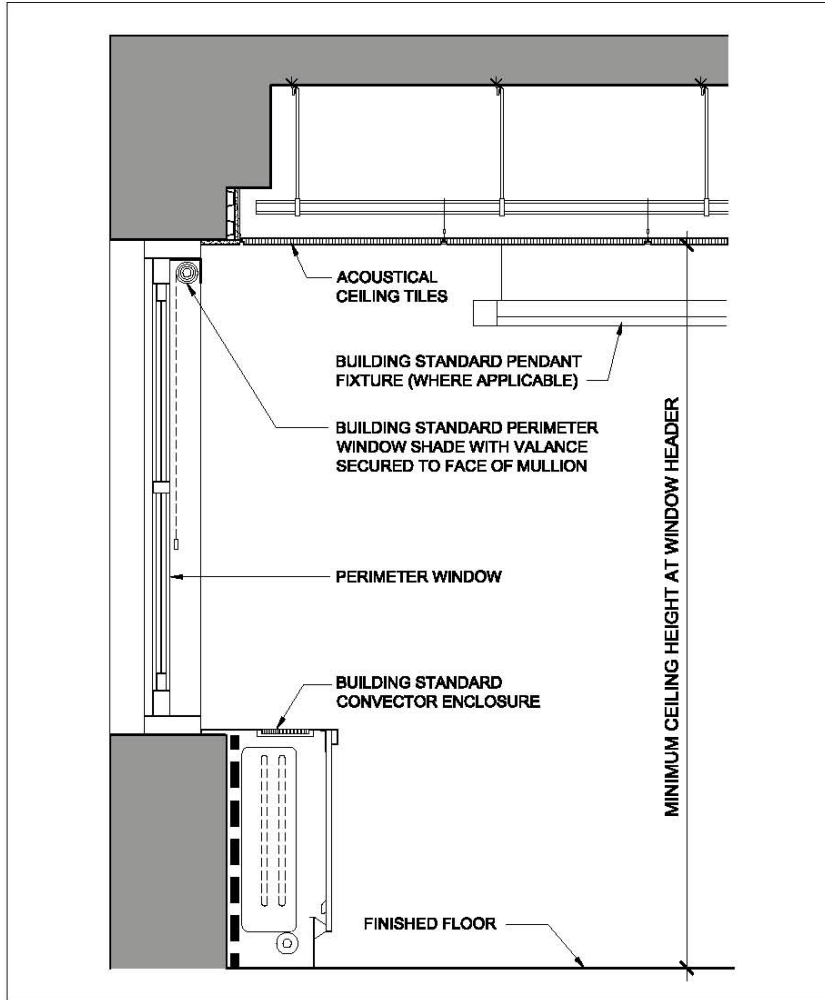 ACOUSTICAL
CEILING TILES
BUILDING STANDARD PENDANT
FIXTURE (WHERE APPLICABLE)
BUILDING STANDARD PERIMETER
WINDOW SHADE WITH VALANCE
SECURED TO FACE OF MULLION
MINIMUM CEILING HEIGHT AT WINDOW HEADER
PERIMETER WINDOW
BUILDING STANDARD
CONVECTOR ENCLOSURE
FINISHED FLOOR